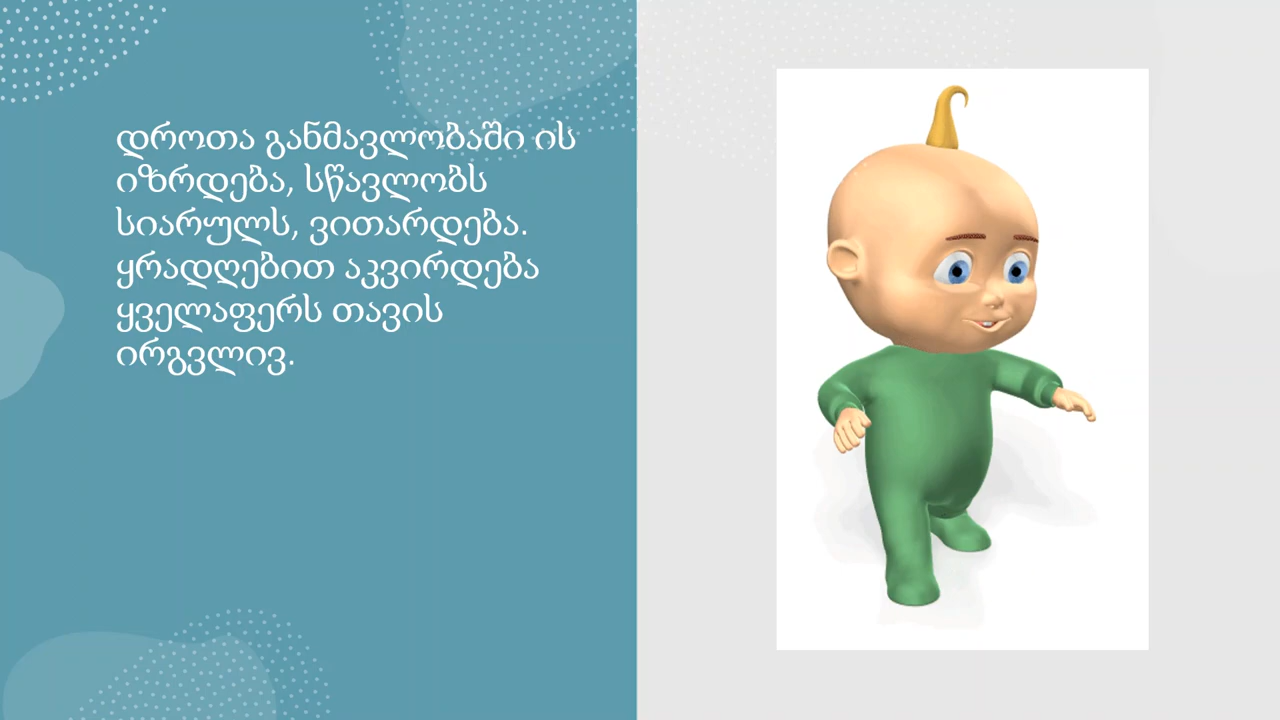 დროთა განმავლობაში ის
იზრდება, სწავლობს
სიარულს, ვითარდება.
ყრადღებით აკვირდება
ყველაფერს თავის
ირგვლივ.